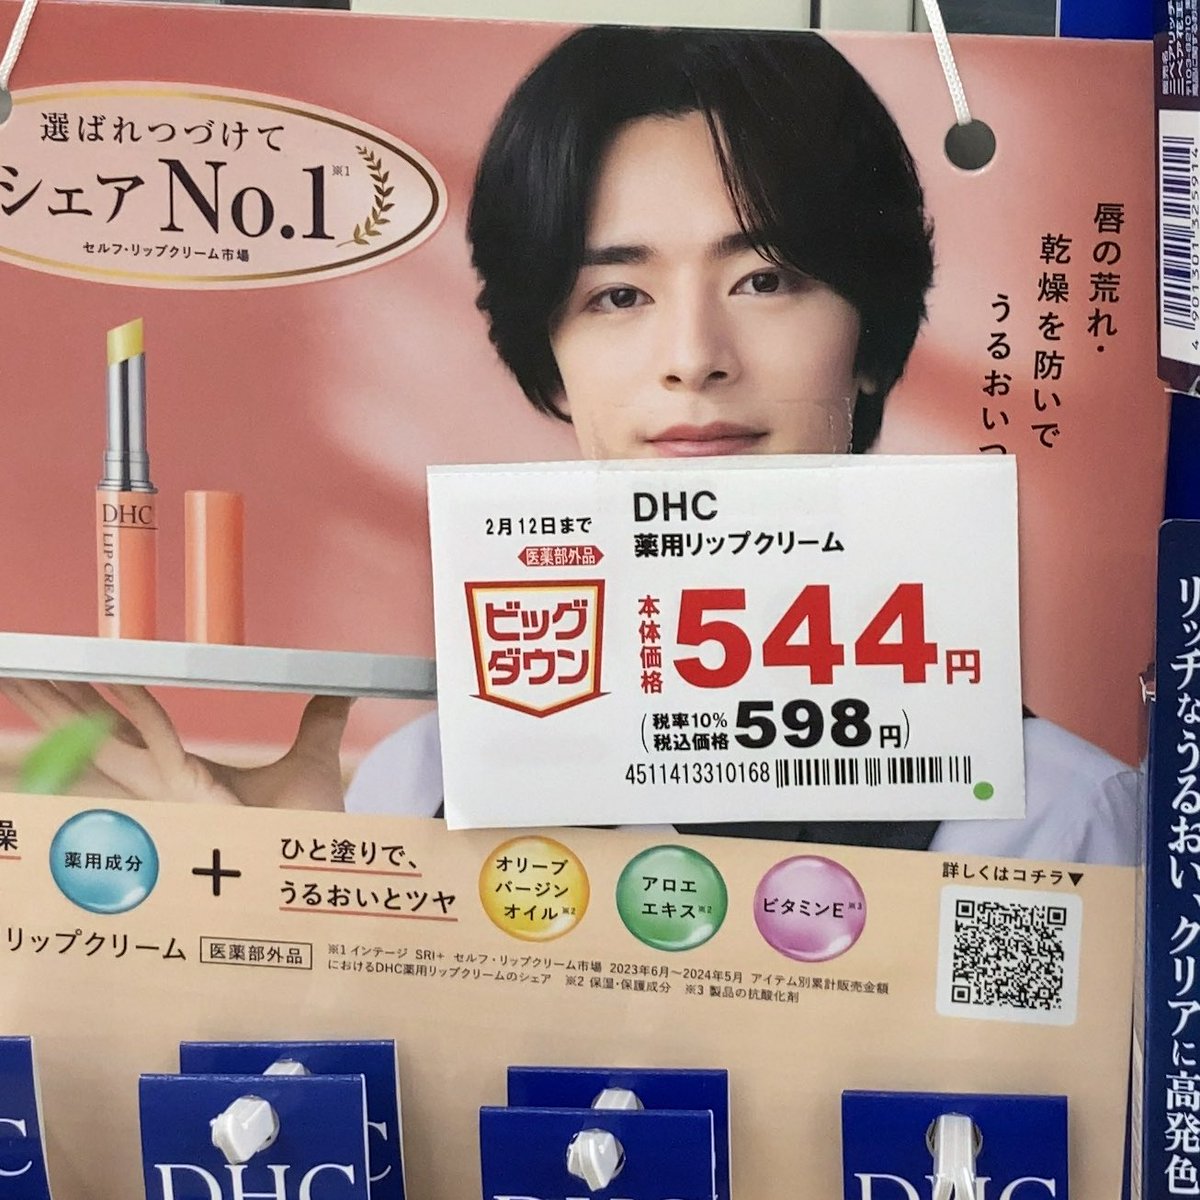 選ばれつづけて
シェア No.1 ※1
セルフ・リップクリーム市場
唇の荒れ・
乾燥を防いで
うるおいつ
DHC
LIP CREAM
2月12日まで
医薬部外品
ビッグ
ダウン
DHC
薬用リップクリーム
本体価格 544円
(税率10% 税込価格 598円)
4511413310168
燥
薬用成分
+
ひと塗りで、
うるおいとツヤ
オリーブ
バージン
オイル※2
アロエ
エキス※2
ビタミンE※3
詳しくはコチラ▼
リップクリーム 医薬部外品
※1 インテージ SRI+ セルフ・リップクリーム市場 2023年6月〜2024年5月 アイテム別累計販売金額
におけるDHC薬用リップクリームのシェア ※2 保湿・保護成分 ※3 製品の抗酸化剤
DHC
DHC
DHC
リッチなうるおい、クリアに高発色